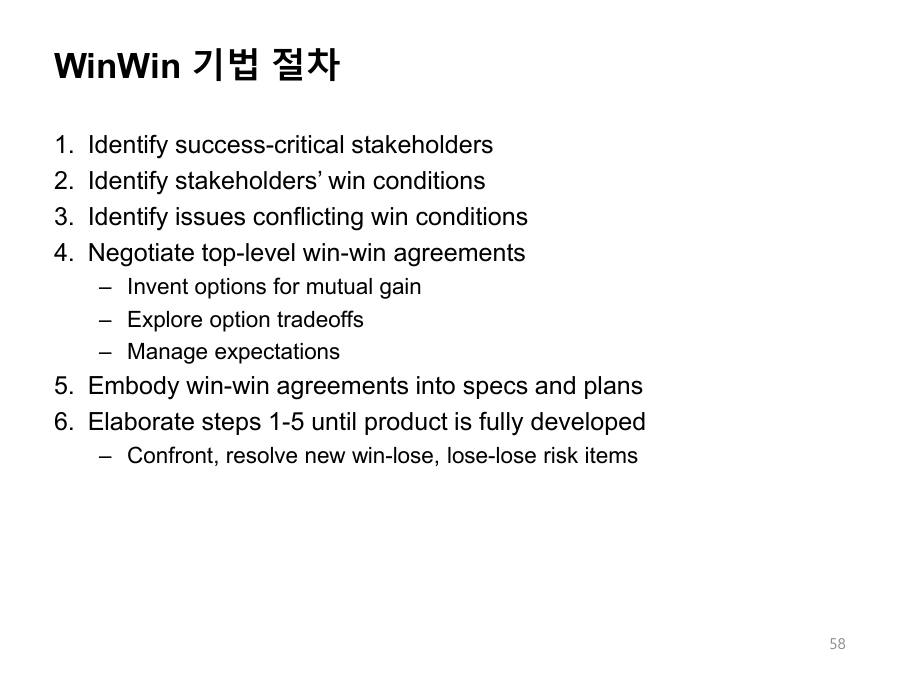 WinWin 기법 절차
1. Identify success-critical stakeholders
2. Identify stakeholders’ win conditions
3. Identify issues conflicting win conditions
4. Negotiate top-level win-win agreements
– Invent options for mutual gain
– Explore option tradeoffs
– Manage expectations
5. Embody win-win agreements into specs and plans
6. Elaborate steps 1-5 until product is fully developed
– Confront, resolve new win-lose, lose-lose risk items
58